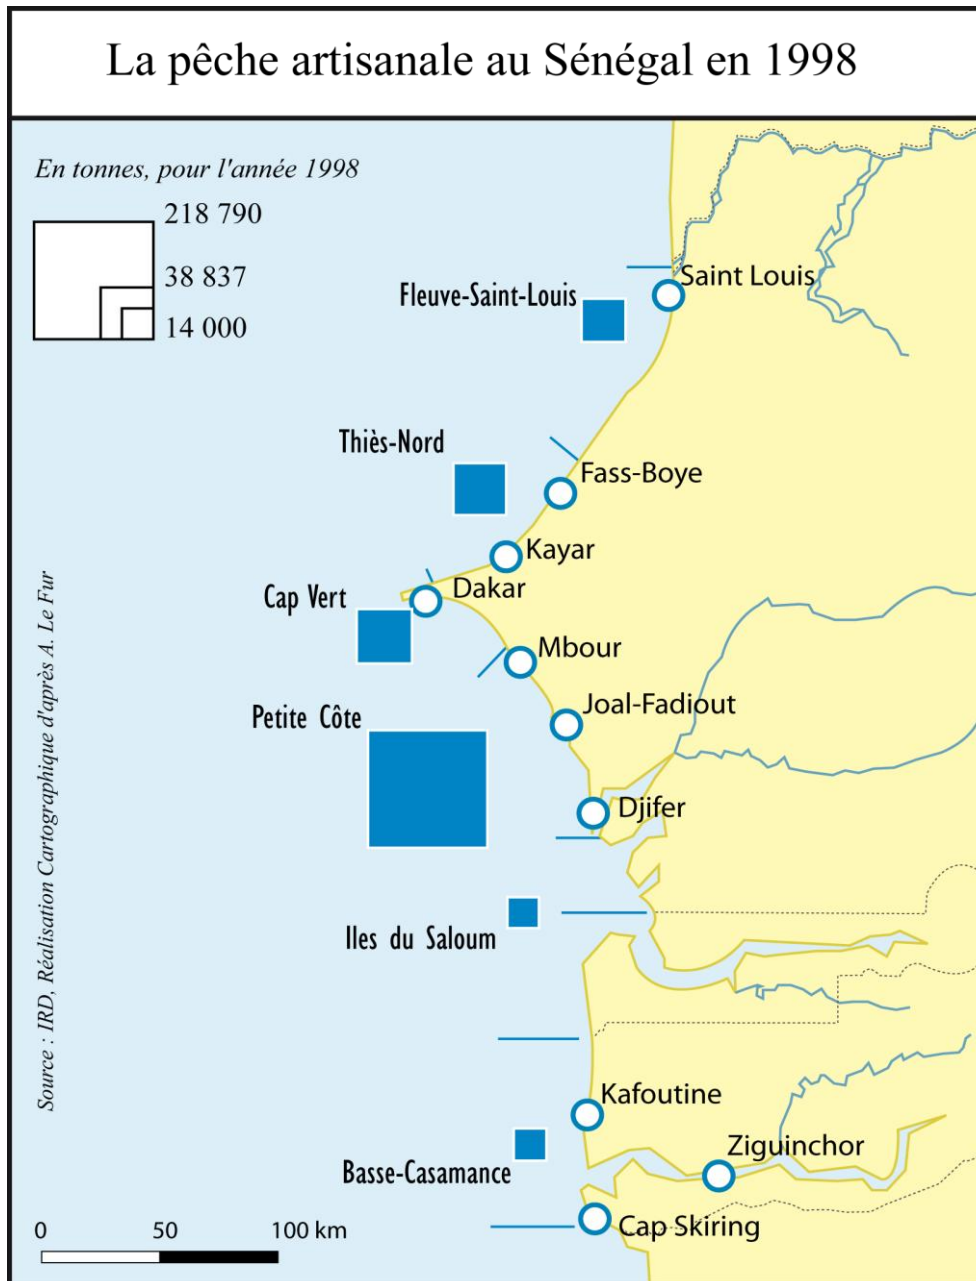 La pêche artisanale au Sénégal en 1998
En tonnes, pour l'année 1998
218 790
38 837
14 000
Saint Louis
Fleuve-Saint-Louis
Thiès-Nord
Fass-Boye
Kayar
Dakar
Cap Vert
Mbour
Joal-Fadiout
Petite Côte
Djifer
Iles du Saloum
Kafoutine
Ziguinchor
Basse-Casamance
Cap Skiring
0 50 100 km
Source : IRD, Réalisation Cartographique d'après A. Le Fur